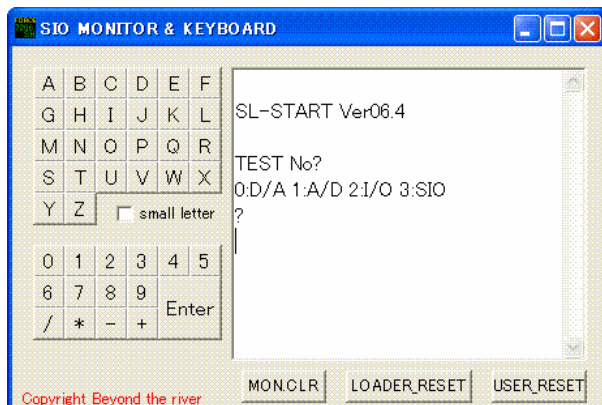 SIO MONITOR & KEYBOARD
A B C D E F
G H I J K L
M N O P Q R
S T U V W X
Y Z small letter
0 1 2 3 4 5
6 7 8 9 Enter
/ * - +
SL-START Ver06.4
TEST No?
0:D/A 1:A/D 2:I/O 3:SIO
?
MON.CLR LOADER_RESET USER_RESET
Copyright Beyond the river